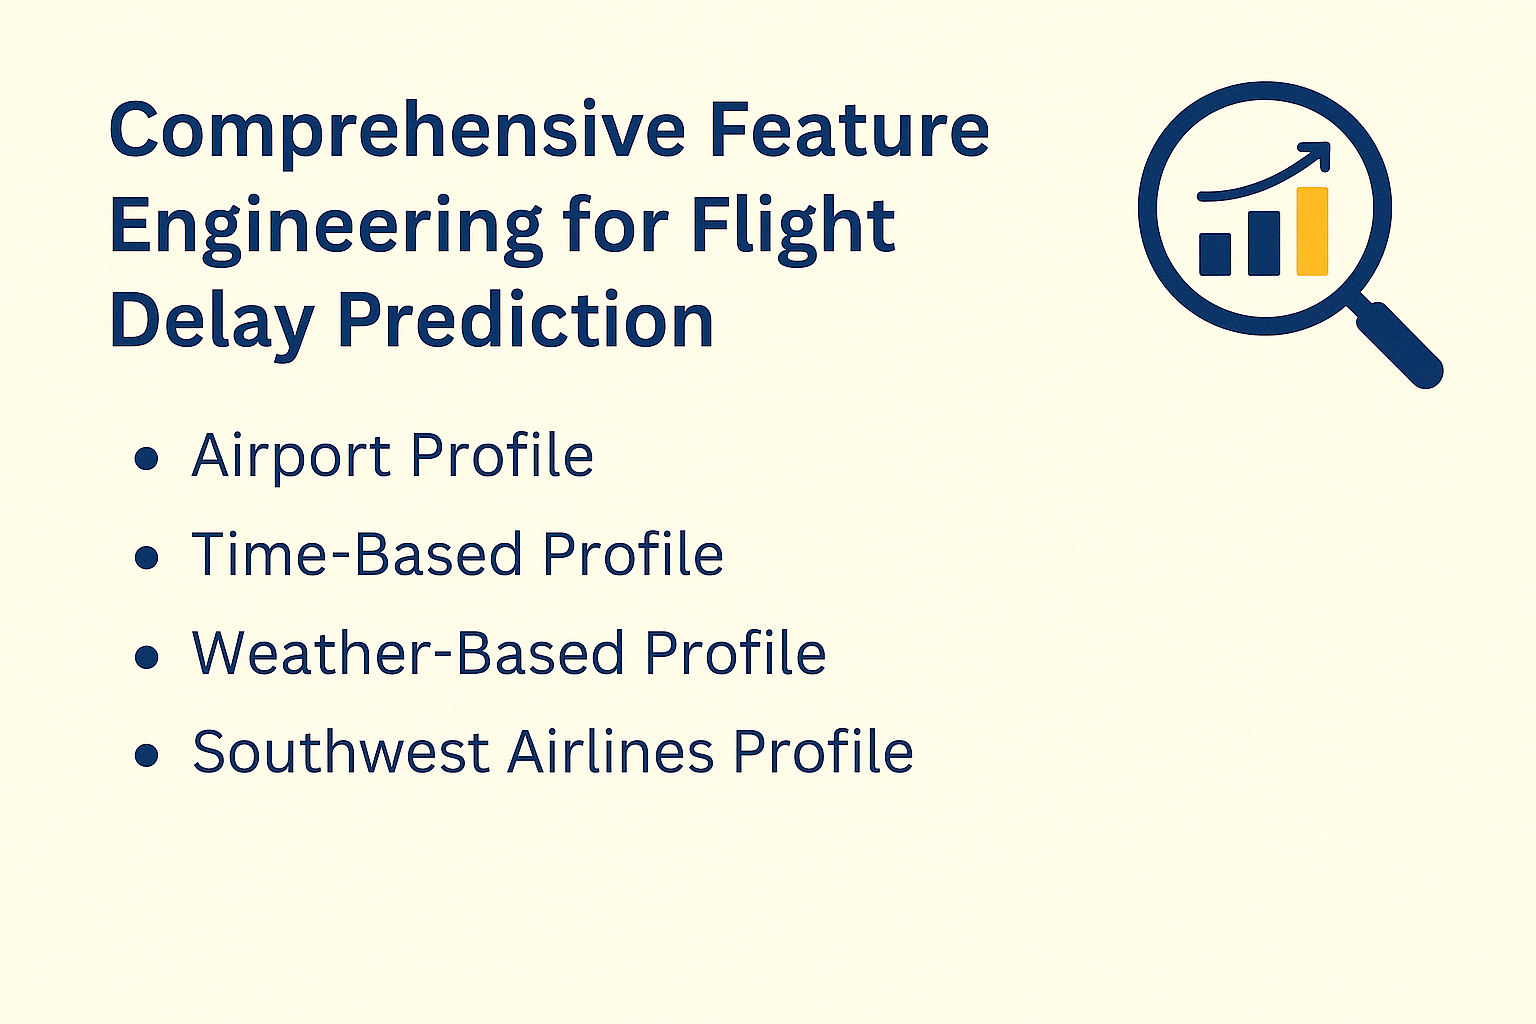 Comprehensive Feature
Engineering for Flight
Delay Prediction
• Airport Profile
• Time-Based Profile
• Weather-Based Profile
• Southwest Airlines Profile